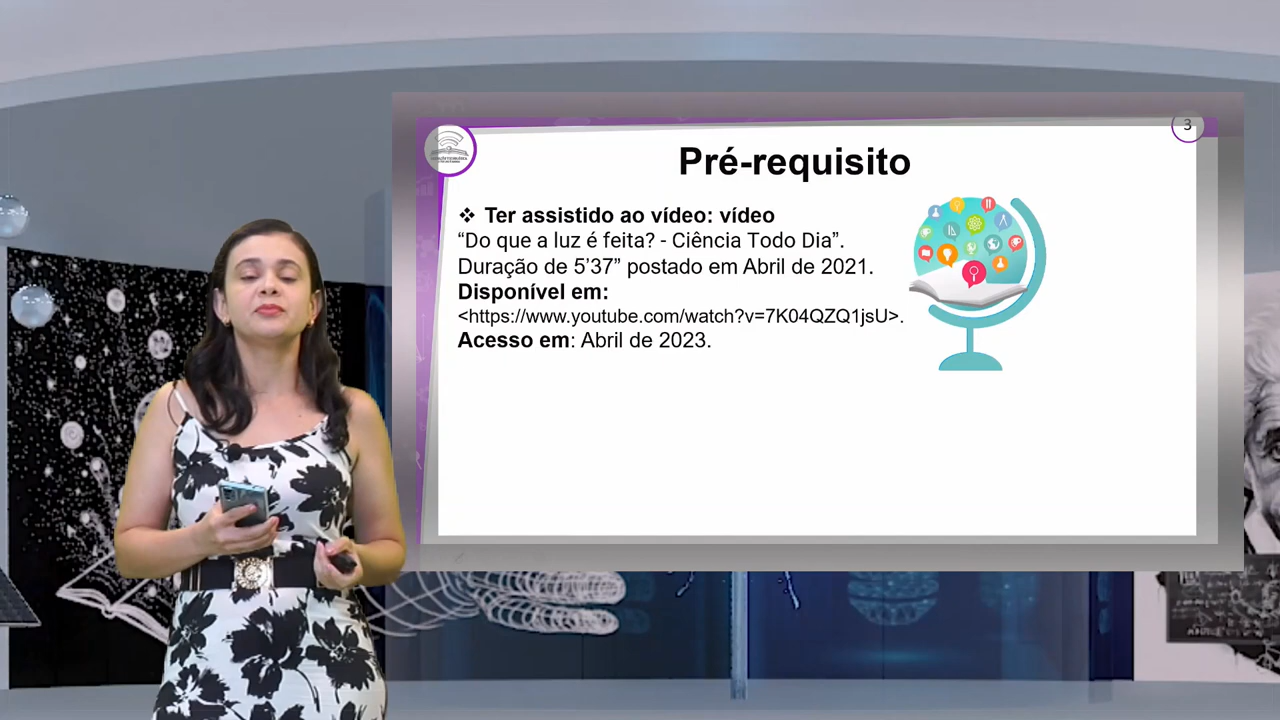 3
Pré-requisito
❖ Ter assistido ao vídeo: vídeo
“Do que a luz é feita? - Ciência Todo Dia”.
Duração de 5’37” postado em Abril de 2021.
Disponível em:
<https://www.youtube.com/watch?v=7K04QZQ1jsU>.
Acesso em: Abril de 2023.